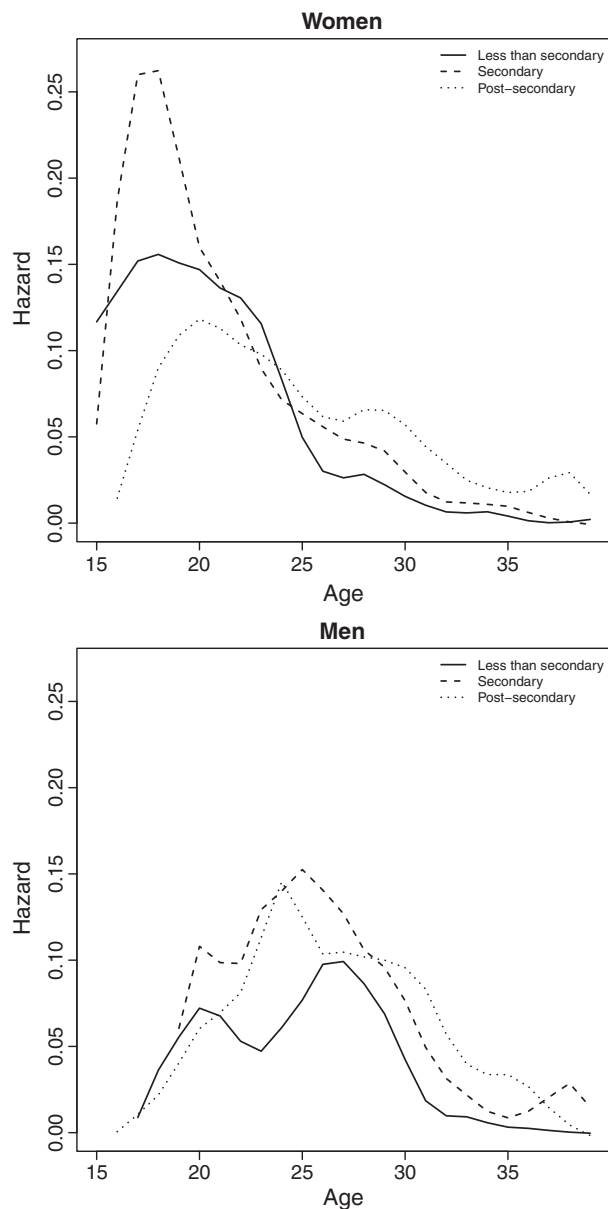 Women
Less than secondary
Secondary
Post−secondary
0.25
0.20
0.15
0.10
0.05
0.00
Hazard
15 20 25 30 35
Age
Men
Less than secondary
Secondary
Post−secondary
0.25
0.20
0.15
0.10
0.05
0.00
Hazard
15 20 25 30 35
Age